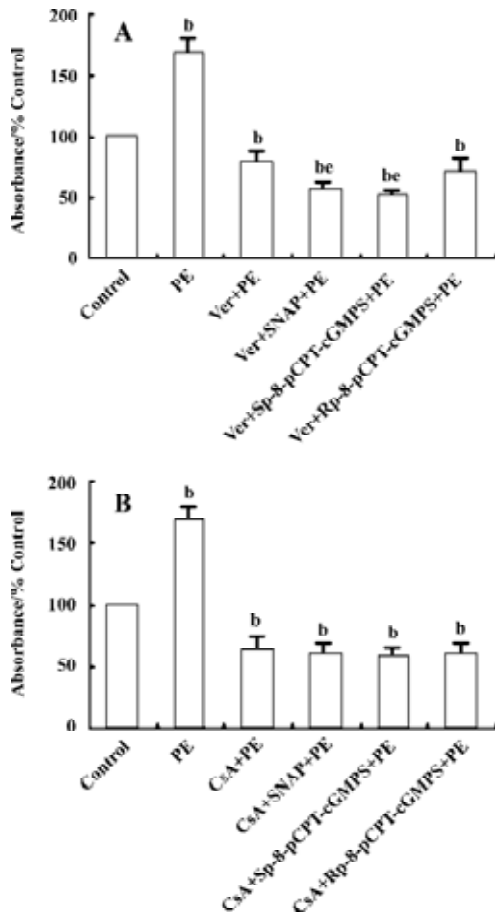 A
Absorbance/% Control
200
150
100
50
0
b
b
be
be
b
Control
PE
Ver+PE
Ver+SNAP+PE
Ver+Sp-8-pCPT-cGMPS+PE
Ver+Rp-8-pCPT-cGMPS+PE
B
Absorbance/% Control
200
150
100
50
0
b
b
b
b
b
Control
PE
CsA+PE
CsA+SNAP+PE
CsA+Sp-8-pCPT-cGMPS+PE
CsA+Rp-8-pCPT-cGMPS+PE